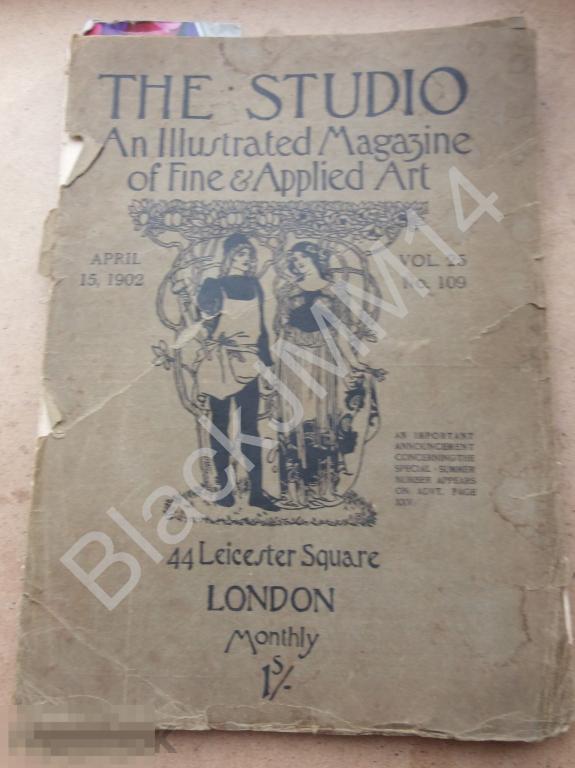 THE STUDIO
An Illustrated Magazine
of Fine & Applied Art
APRIL
15, 1902
VOL. 25
No. 109
AN IMPORTANT
ANNOUNCEMENT
CONCERNING THE
SPECIAL SUMMER
NUMBER APPEARS
ON ADVT. PAGE
XXV.
44 Leicester Square
LONDON
Monthly
1S/-
BlackJMM14